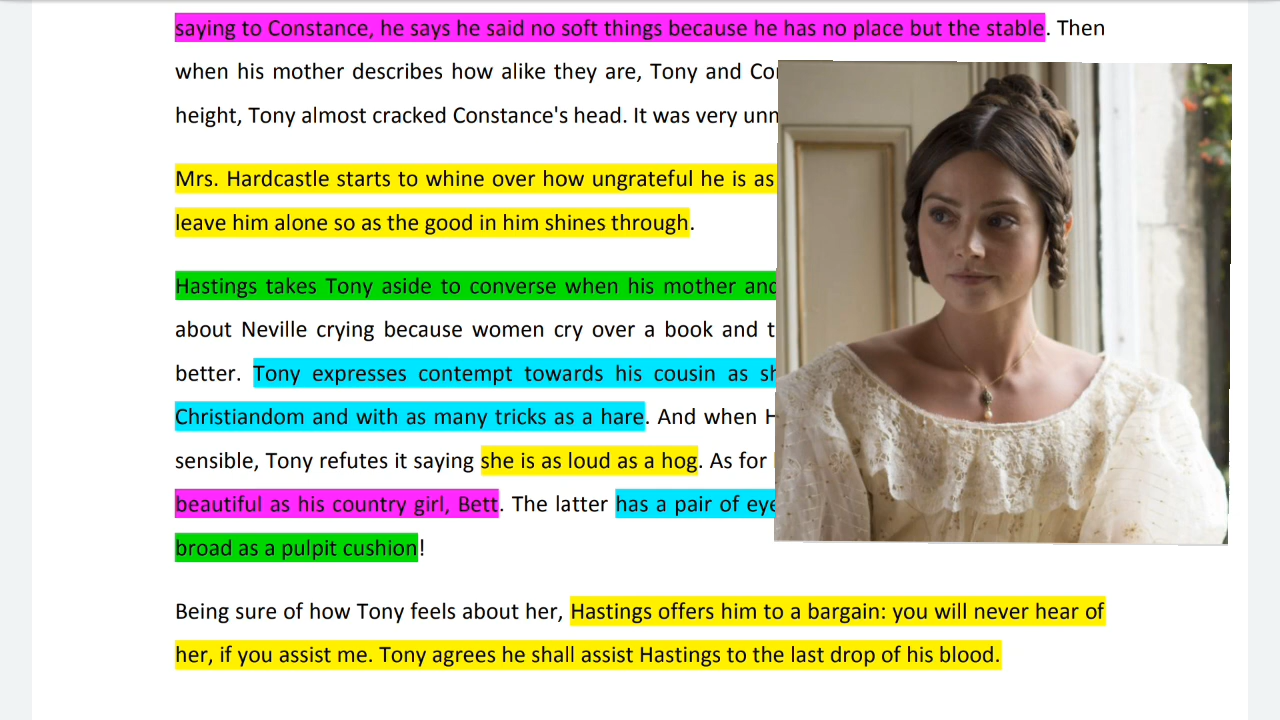 saying to Constance, he says he said no soft things because he has no place but the stable. Then
when his mother describes how alike they are, Tony and
height, Tony almost cracked Constance's head. It was very
Mrs. Hardcastle starts to whine over how ungrateful he is as
leave him alone so as the good in him shines through.
Hastings takes Tony aside to converse when his mother and
about Neville crying because women cry over a book and
better. Tony expresses contempt towards his cousin as
Christiandom and with as many tricks as a hare. And when
sensible, Tony refutes it saying she is as loud as a hog. As for
beautiful as his country girl, Bett. The latter has a pair of
broad as a pulpit cushion!
Being sure of how Tony feels about her, Hastings offers him to a bargain: you will never hear of
her, if you assist me. Tony agrees he shall assist Hastings to the last drop of his blood.